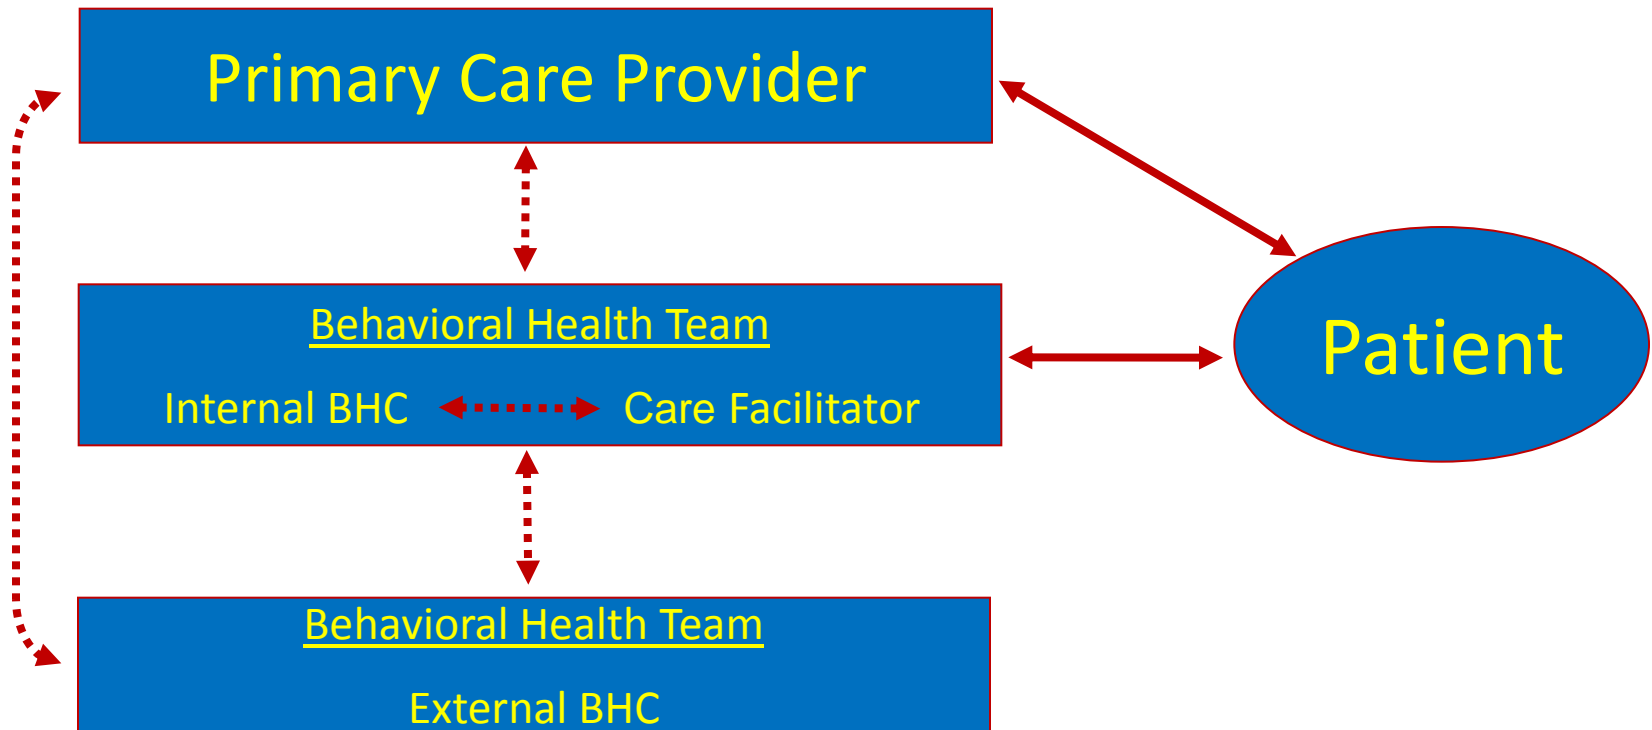 Primary Care Provider
Behavioral Health Team
Internal BHC Care Facilitator
Patient
Behavioral Health Team
External BHC